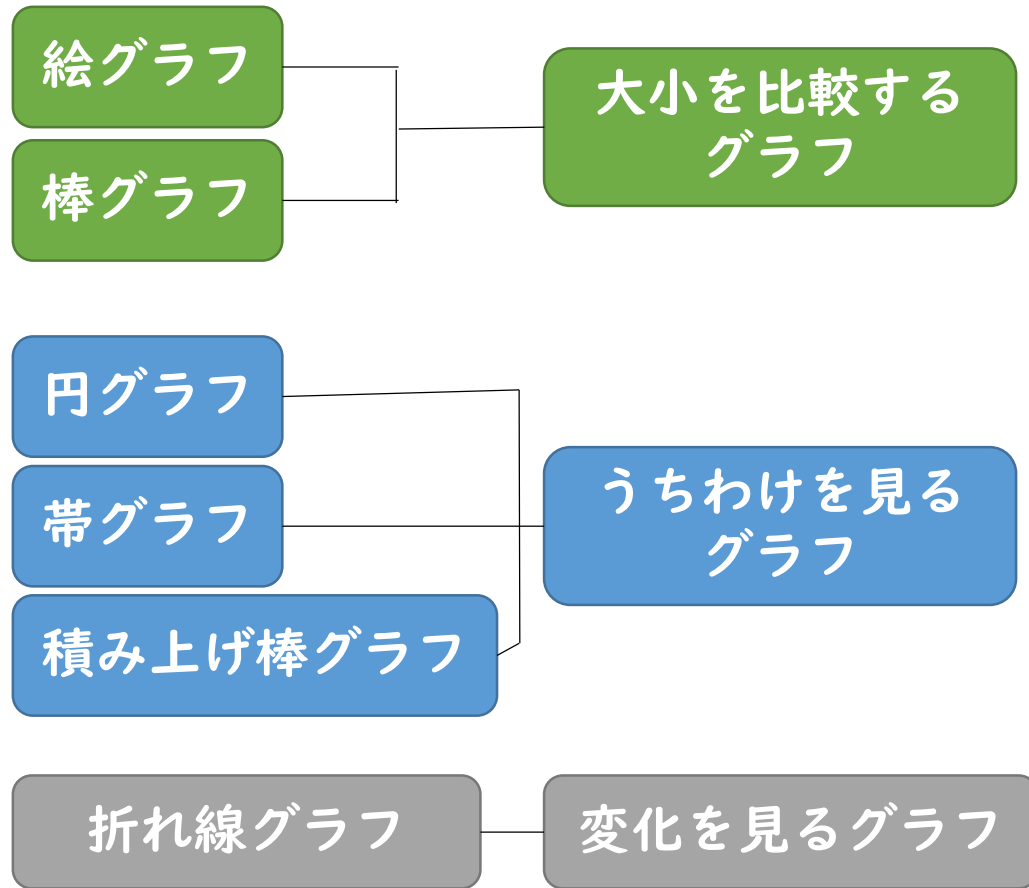 絵グラフ
棒グラフ
大小を比較する
グラフ
円グラフ
帯グラフ
積み上げ棒グラフ
うちわけを見る
グラフ
折れ線グラフ
変化を見るグラフ